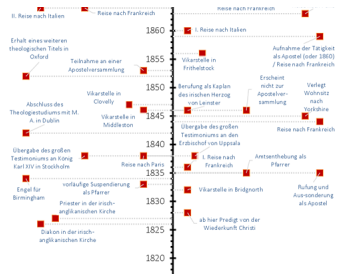 II. Reise nach Italien
Reise nach Frankreich
Reise nach Frankreich
1860
I. Reise nach Italien
Erhalt eines weiteren
theologischen Titels in
Oxford
Teilnahme an einer
Apostelversammlung
1855
Vikarstelle in
Frithelstock
Aufnahme der Tätigkeit
als Apostel (oder 1860)
/ Reise nach Frankreich
1850
Vikarstelle in
Clovelly
Berufung als Kaplan
des irischen Herzog
von Leinster
Erscheint
nicht zur
Apostelver-
sammlung
Verlegt
Wohnsitz
nach
Yorkshire
Abschluss des
Theologiestudiums mit M.
A. in Dublin
Vikarstelle in
Middleston
1845
Übergabe des großen
Testimoniums an den
Erzbischof von Uppsala
Reise nach Frankreich
1840
Übergabe des großen
Testimoniums an König
Karl XIV in Stockholm
Reise nach Paris
I. Reise nach
Frankreich
Amtsenthebung als
Pfarrer
1835
Engel für
Birmingham
vorläufige Suspendierung
als Pfarrer
Vikarstelle in Bridgnorth
Rufung und
Aus-sonderung
als Apostel
Priester in der irisch-
anglikanischen Kirche
1830
ab hier Predigt von der
Wiederkunft Christi
Diakon in der irisch-
anglikanischen Kirche
1825
1820